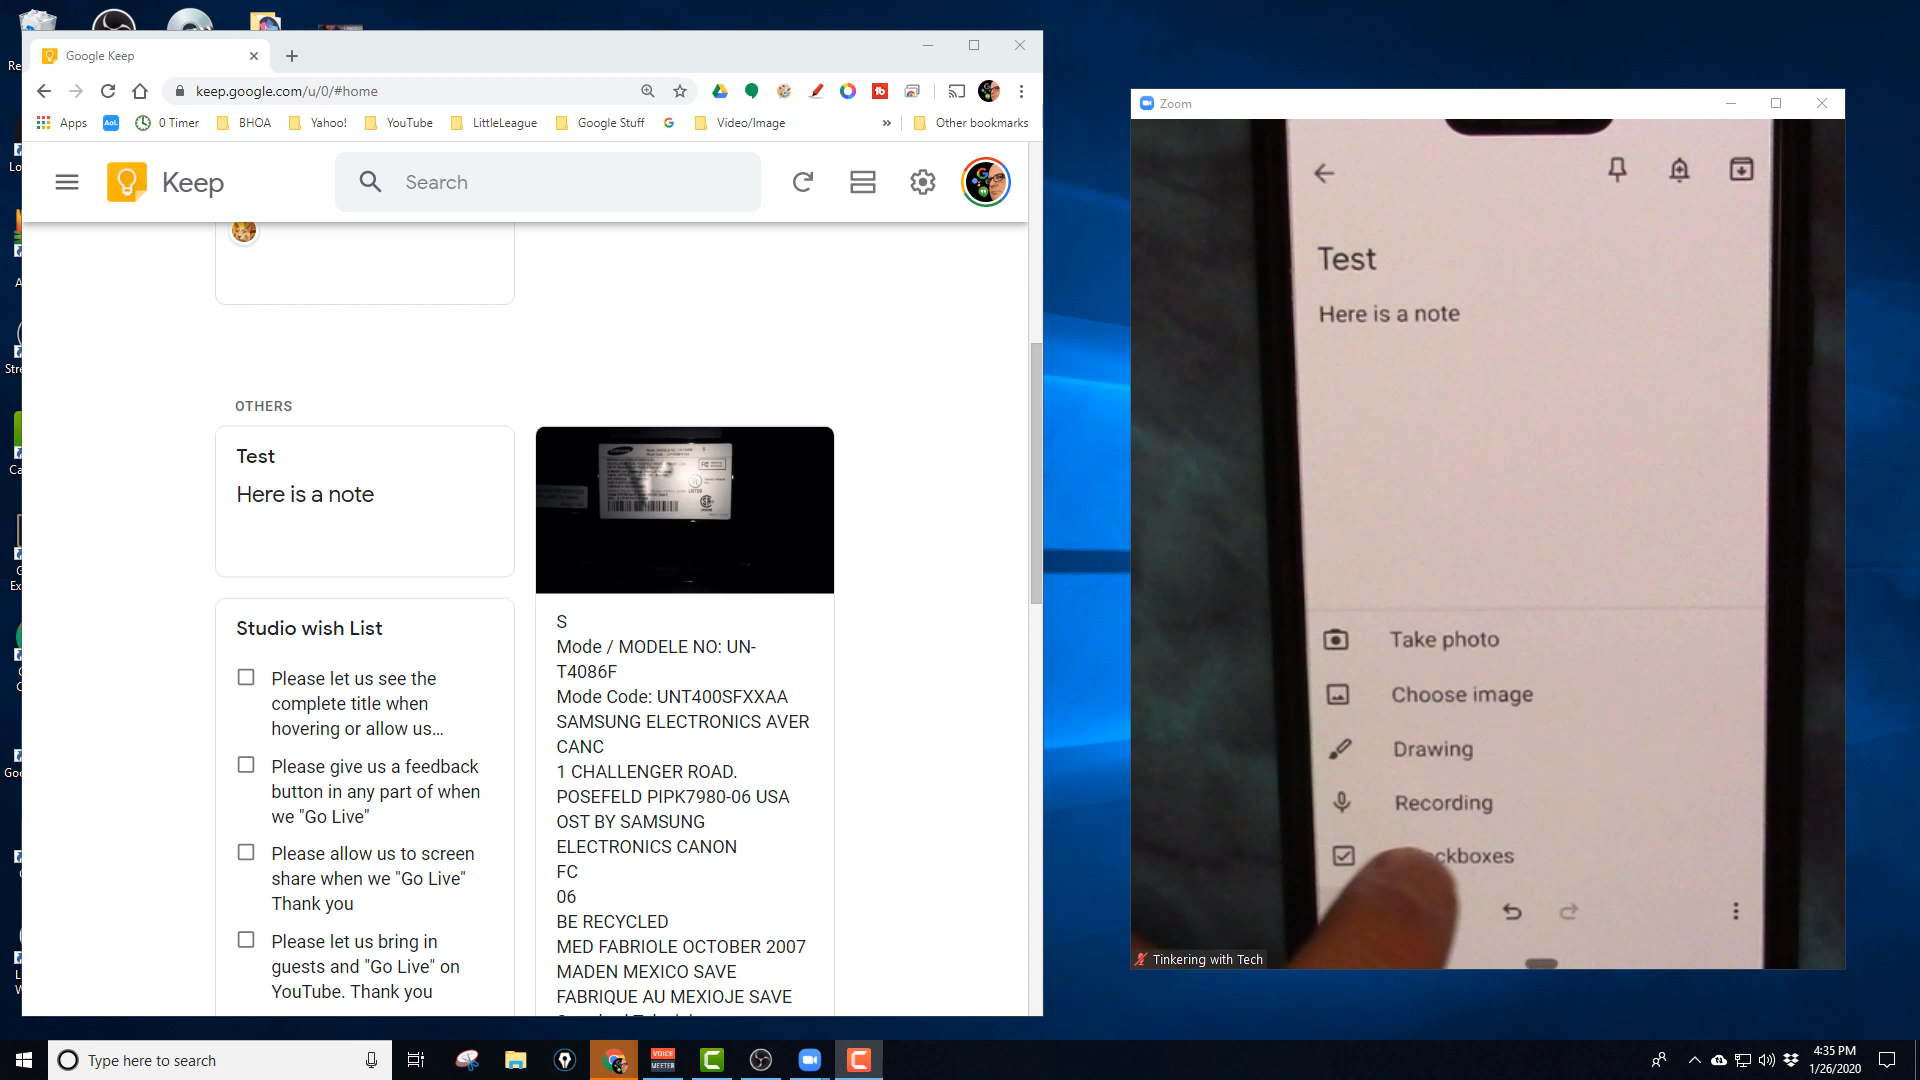 Google Keep
keep.google.com/u/0/#home
Apps
Aol.
0 Timer
BHOA
Yahoo!
YouTube
LittleLeague
Google Stuff
Video/Image
»
Other bookmarks
Keep
Search
OTHERS
Test
Here is a note
Studio wish List
Please let us see the
complete title when
hovering or allow us...
Please give us a feedback
button in any part of when
we "Go Live"
Please allow us to screen
share when we "Go Live"
Thank you
Please let us bring in
guests and "Go Live" on
YouTube. Thank you
S
Mode / MODELE NO: UN-
T4086F
Mode Code: UNT400SFXXAA
SAMSUNG ELECTRONICS AVER
CANC
1 CHALLENGER ROAD.
POSEFELD PIPK7980-06 USA
OST BY SAMSUNG
ELECTRONICS CANON
FC
06
BE RECYCLED
MED FABRIOLE OCTOBER 2007
MADEN MEXICO SAVE
FABRIQUE AU MEXIOJE SAVE
Zoom
Test
Here is a note
Take photo
Choose image
Drawing
Recording
ckboxes
Tinkering with Tech
Type here to search
VOICE
MEETER
4:35 PM
1/26/2020